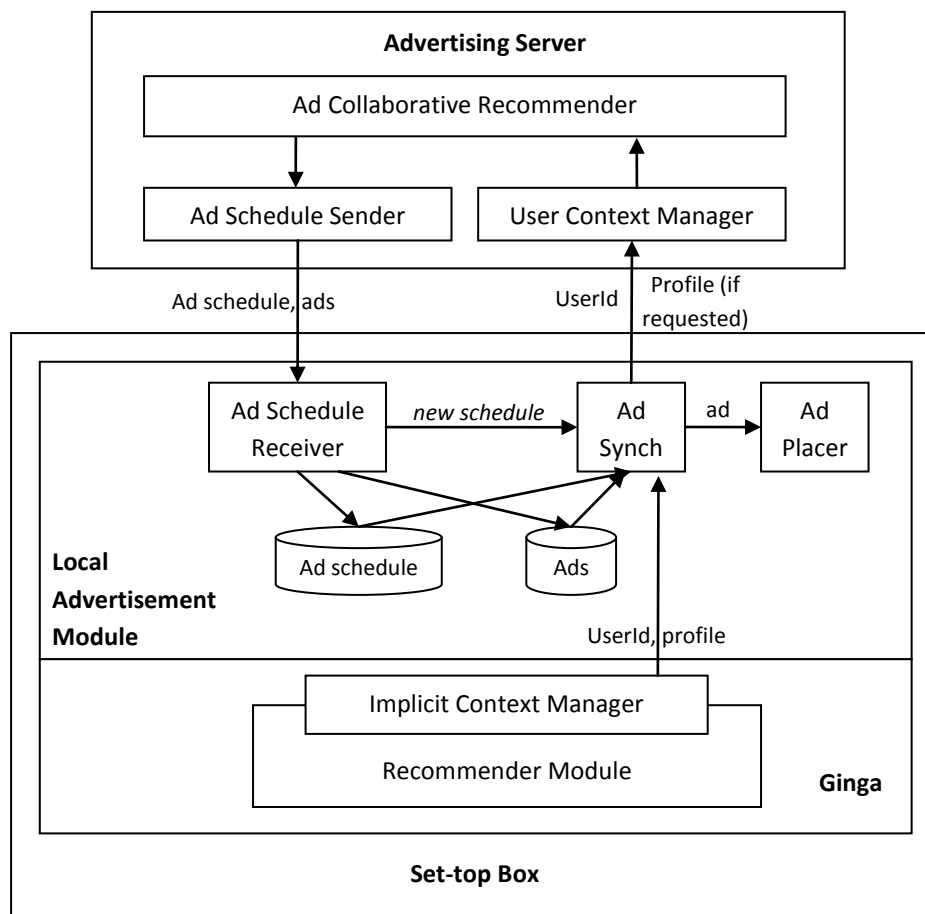 Advertising Server
Ad Collaborative Recommender
Ad Schedule Sender
User Context Manager
Ad schedule, ads
UserId
Profile (if
requested)
Ad Schedule
Receiver
new schedule
Ad
Synch
ad
Ad
Placer
Ad schedule
Ads
Local
Advertisement
Module
UserId, profile
Implicit Context Manager
Recommender Module
Ginga
Set-top Box